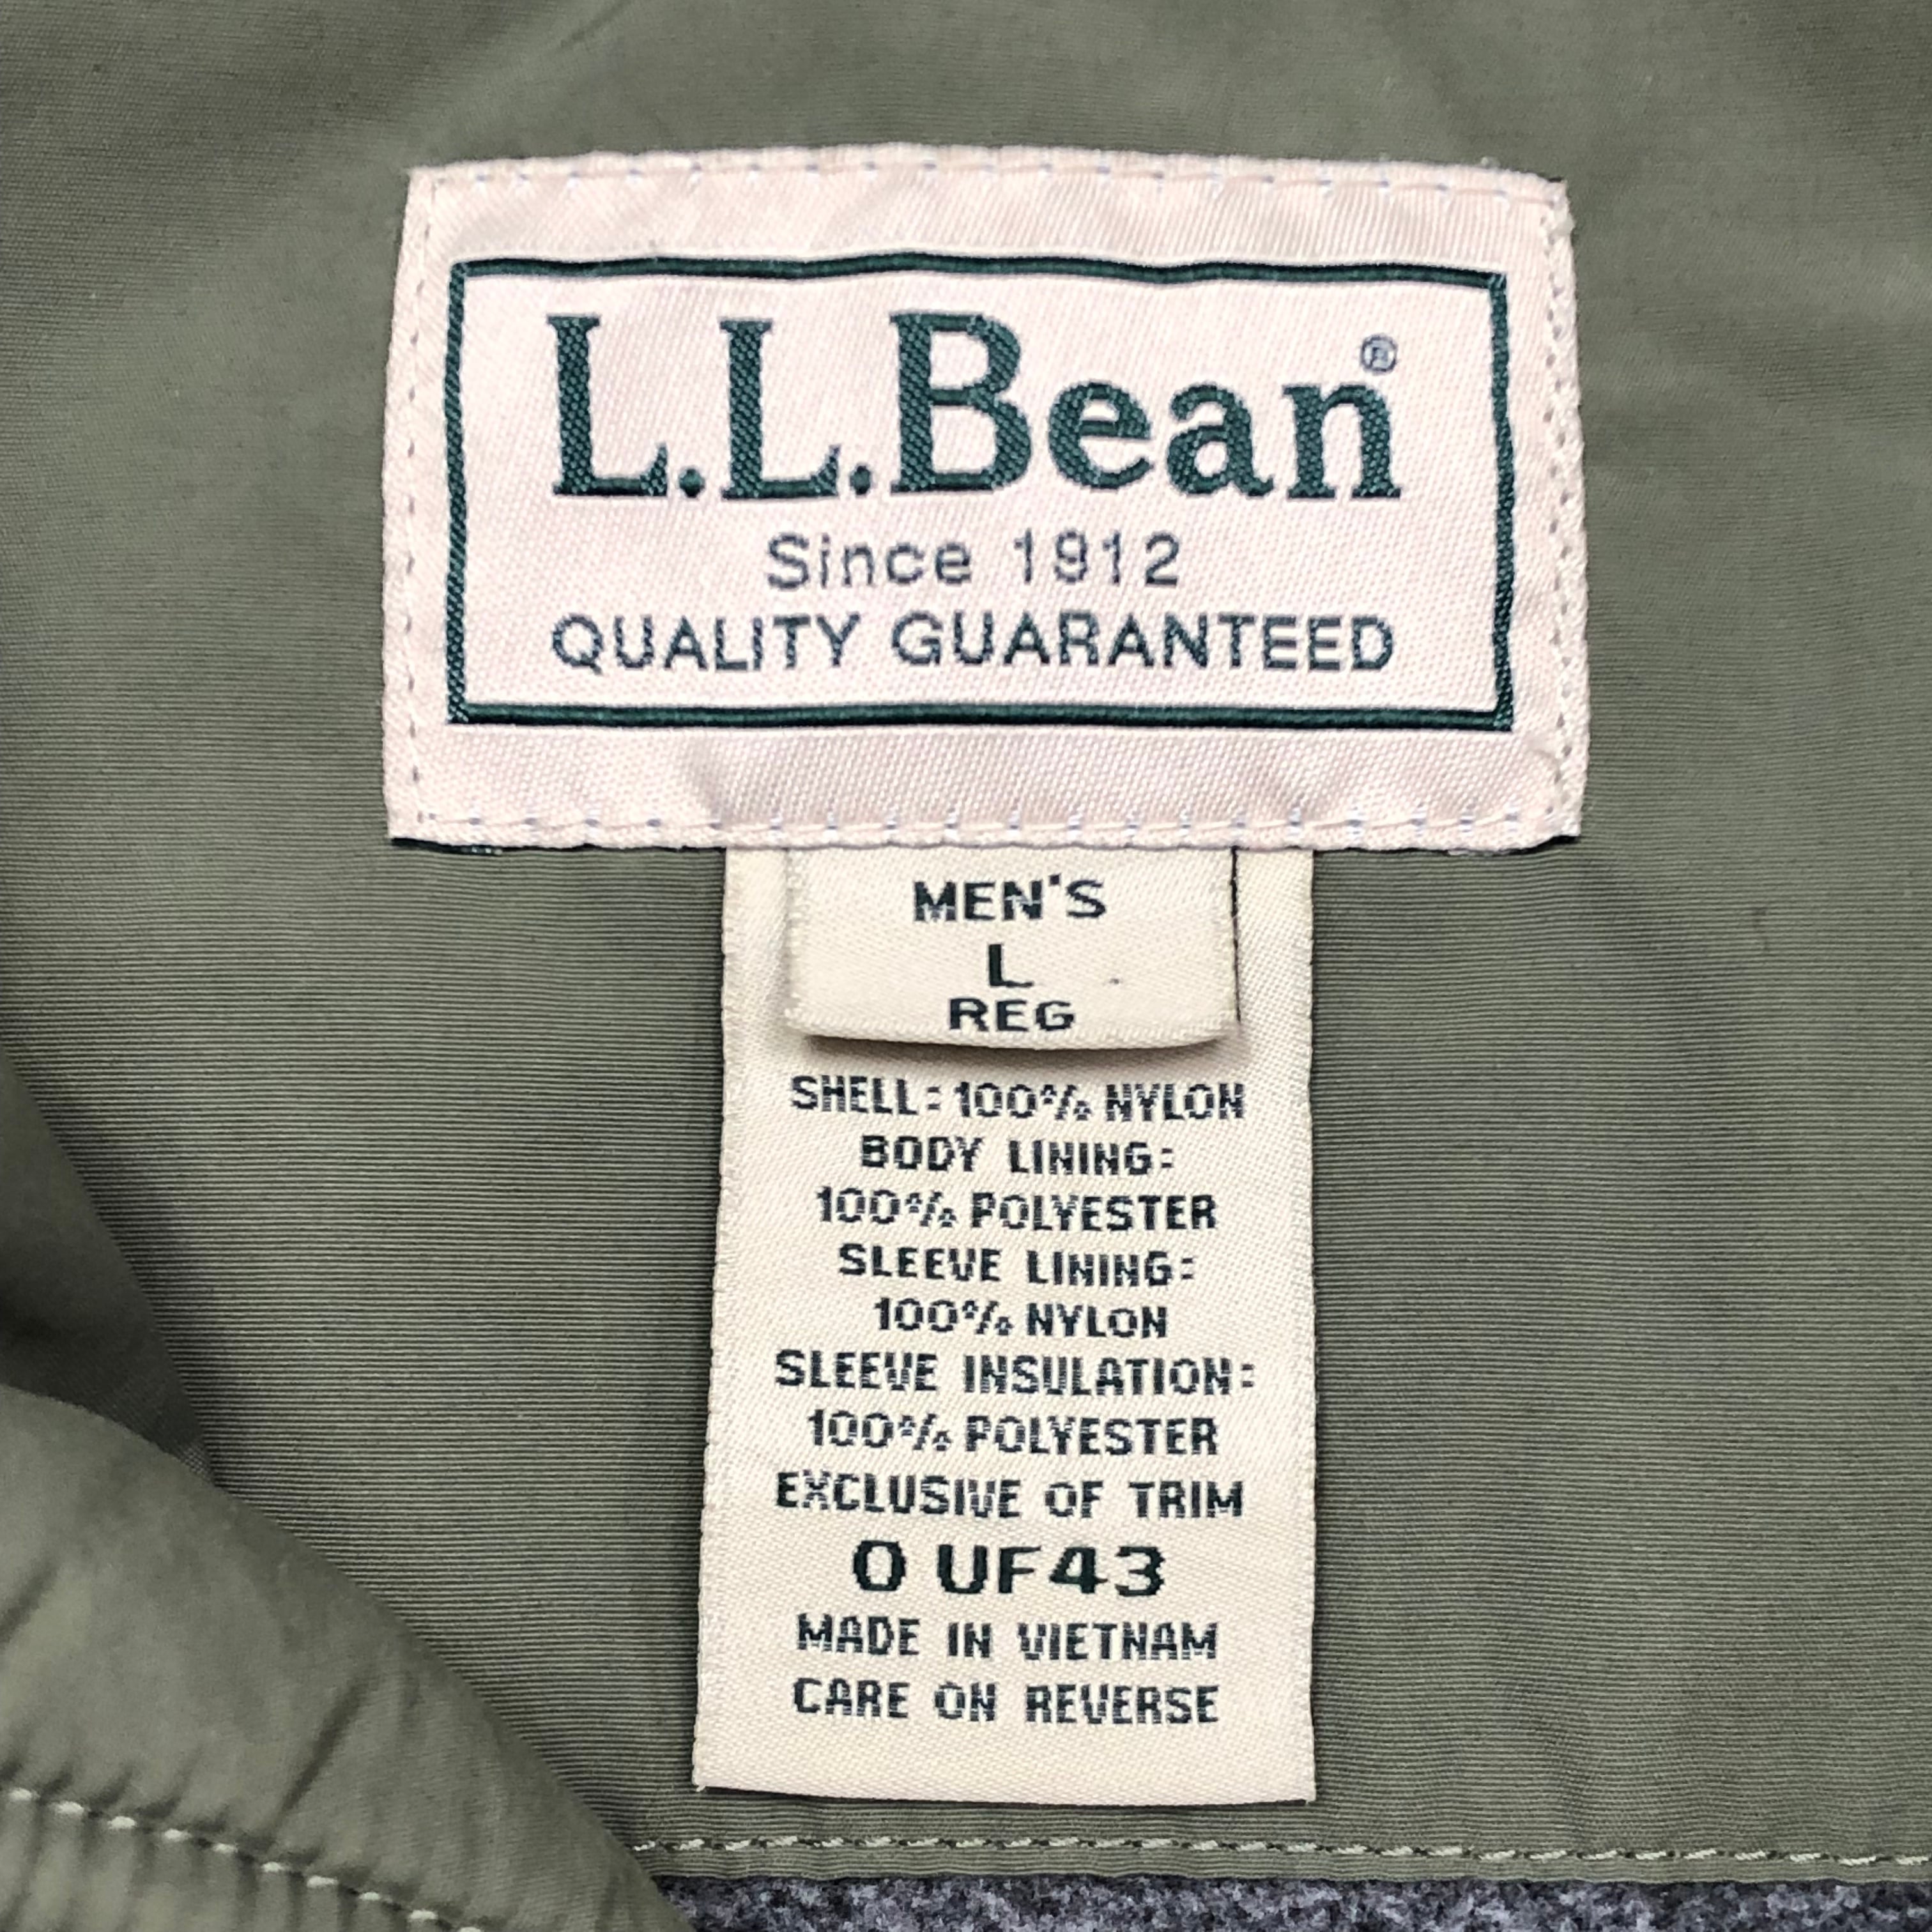 L.L.Bean®
Since 1912
QUALITY GUARANTEED
MEN'S
L
REG
SHELL: 100% NYLON
BODY LINING:
100% POLYESTER
SLEEVE LINING:
100% NYLON
SLEEVE INSULATION:
100% POLYESTER
EXCLUSIVE OF TRIM
0 UF43
MADE IN VIETNAM
CARE ON REVERSE